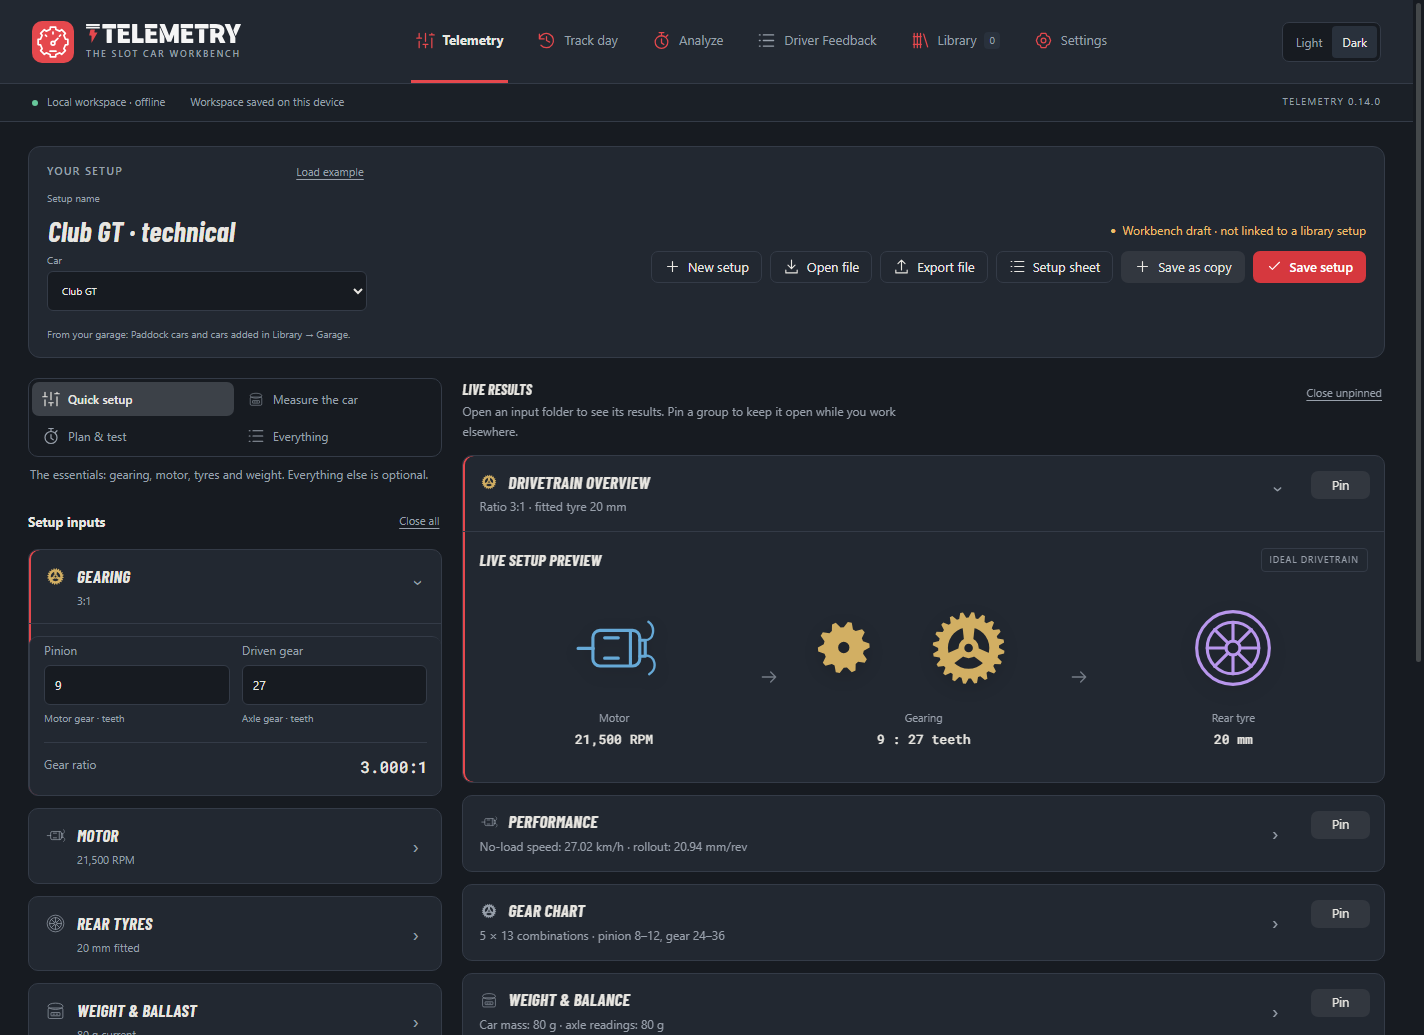 TELEMETRY
THE SLOT CAR WORKBENCH
Telemetry
Track day
Analyze
Driver Feedback
Library 0
Settings
Light Dark
Local workspace · offline
Workspace saved on this device
TELEMETRY 0.14.0
YOUR SETUP
Load example
Setup name
Club GT · technical
Car
Club GT
From your garage: Paddock cars and cars added in Library → Garage.
• Workbench draft · not linked to a library setup
New setup
Open file
Export file
Setup sheet
Save as copy
Save setup
Quick setup
Measure the car
Plan & test
Everything
The essentials: gearing, motor, tyres and weight. Everything else is optional.
Setup inputs
Close all
GEARING
3:1
Pinion
Driven gear
9
27
Motor gear · teeth
Axle gear · teeth
Gear ratio
3.000:1
MOTOR
21,500 RPM
REAR TYRES
20 mm fitted
WEIGHT & BALLAST
80 g current
LIVE RESULTS
Open an input folder to see its results. Pin a group to keep it open while you work
elsewhere.
Close unpinned
DRIVETRAIN OVERVIEW
Ratio 3:1 · fitted tyre 20 mm
Pin
LIVE SETUP PREVIEW
IDEAL DRIVETRAIN
→
→
Motor
21,500 RPM
Gearing
9 : 27 teeth
Rear tyre
20 mm
PERFORMANCE
No-load speed: 27.02 km/h · rollout: 20.94 mm/rev
Pin
GEAR CHART
5 × 13 combinations · pinion 8–12, gear 24–36
Pin
WEIGHT & BALANCE
Car mass: 80 g · axle readings: 80 g
Pin